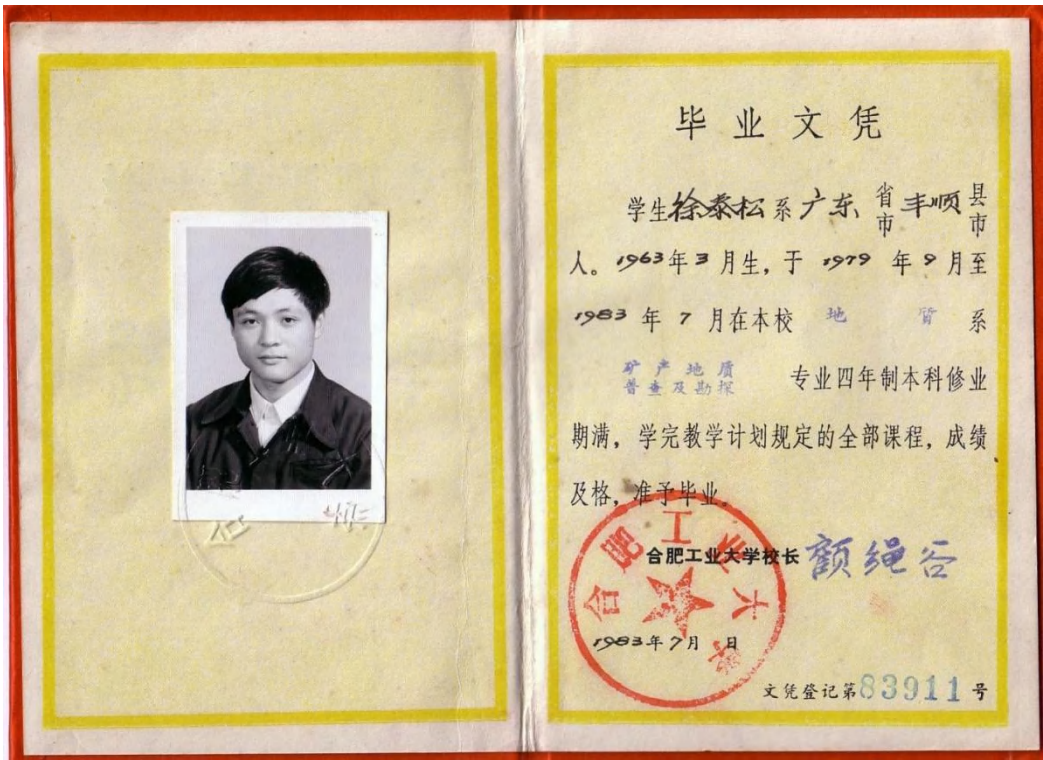 毕业文凭
学生徐泰松系广东省市丰顺县市
人。1963年3月生,于1979年9月至
1983年7月在本校地质系
矿产地质
普查及勘探
专业四年制本科修业
期满,学完教学计划规定的全部课程,成绩
及格,准予毕业。
合肥工业大学校长 颜绳谷
合肥工业大学
1983年7月 日
文凭登记第83911号